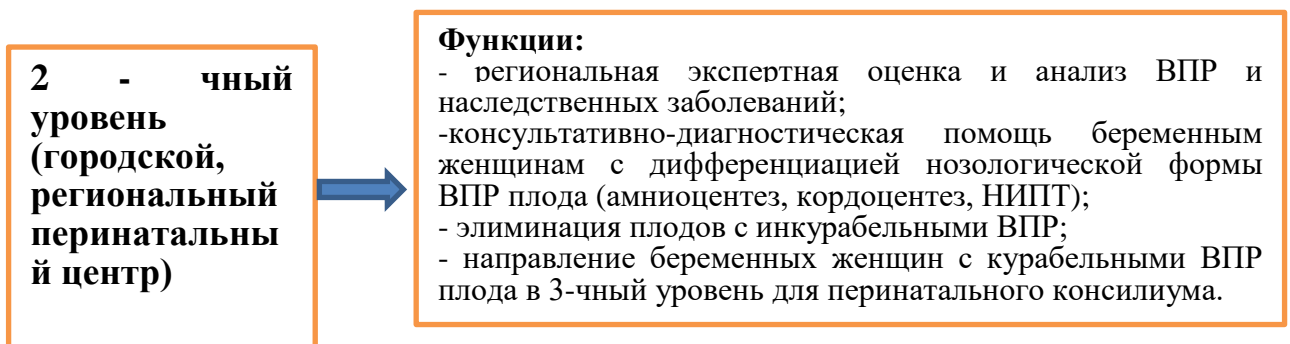 2 - чный
уровень
(городской,
региональный
перинатальны
й центр)
Функции:
- региональная экспертная оценка и анализ ВПР и
наследственных заболеваний;
-консультативно-диагностическая помощь беременным
женщинам с дифференциацией нозологической формы
ВПР плода (амниоцентез, кордоцентез, НИПТ);
- элиминация плодов с инкурабельными ВПР;
- направление беременных женщин с курабельными ВПР
плода в 3-чный уровень для перинатального консилиума.